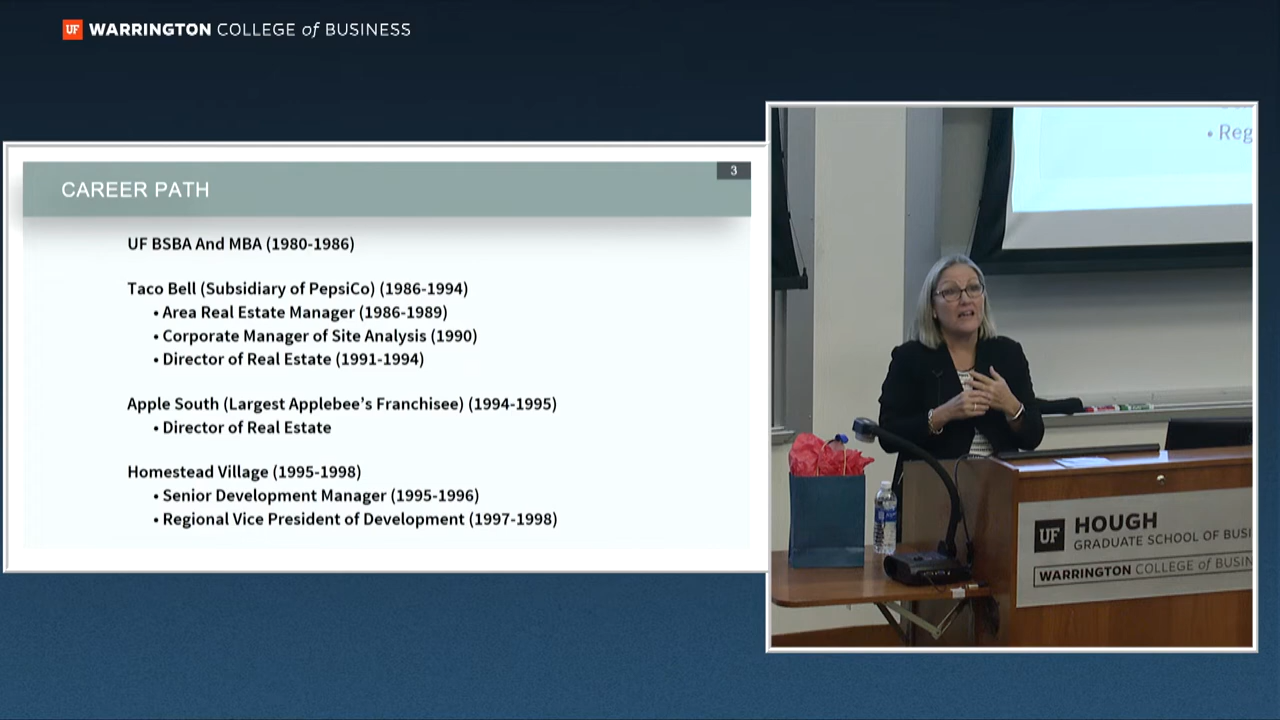 UF WARRINGTON COLLEGE of BUSINESS
3
CAREER PATH
UF BSBA And MBA (1980-1986)
Taco Bell (Subsidiary of PepsiCo) (1986-1994)
• Area Real Estate Manager (1986-1989)
• Corporate Manager of Site Analysis (1990)
• Director of Real Estate (1991-1994)
Apple South (Largest Applebee's Franchisee) (1994-1995)
• Director of Real Estate
Homestead Village (1995-1998)
• Senior Development Manager (1995-1996)
• Regional Vice President of Development (1997-1998)
• Reg
UF HOUGH
GRADUATE SCHOOL OF BUSI
WARRINGTON COLLEGE of BUSIN